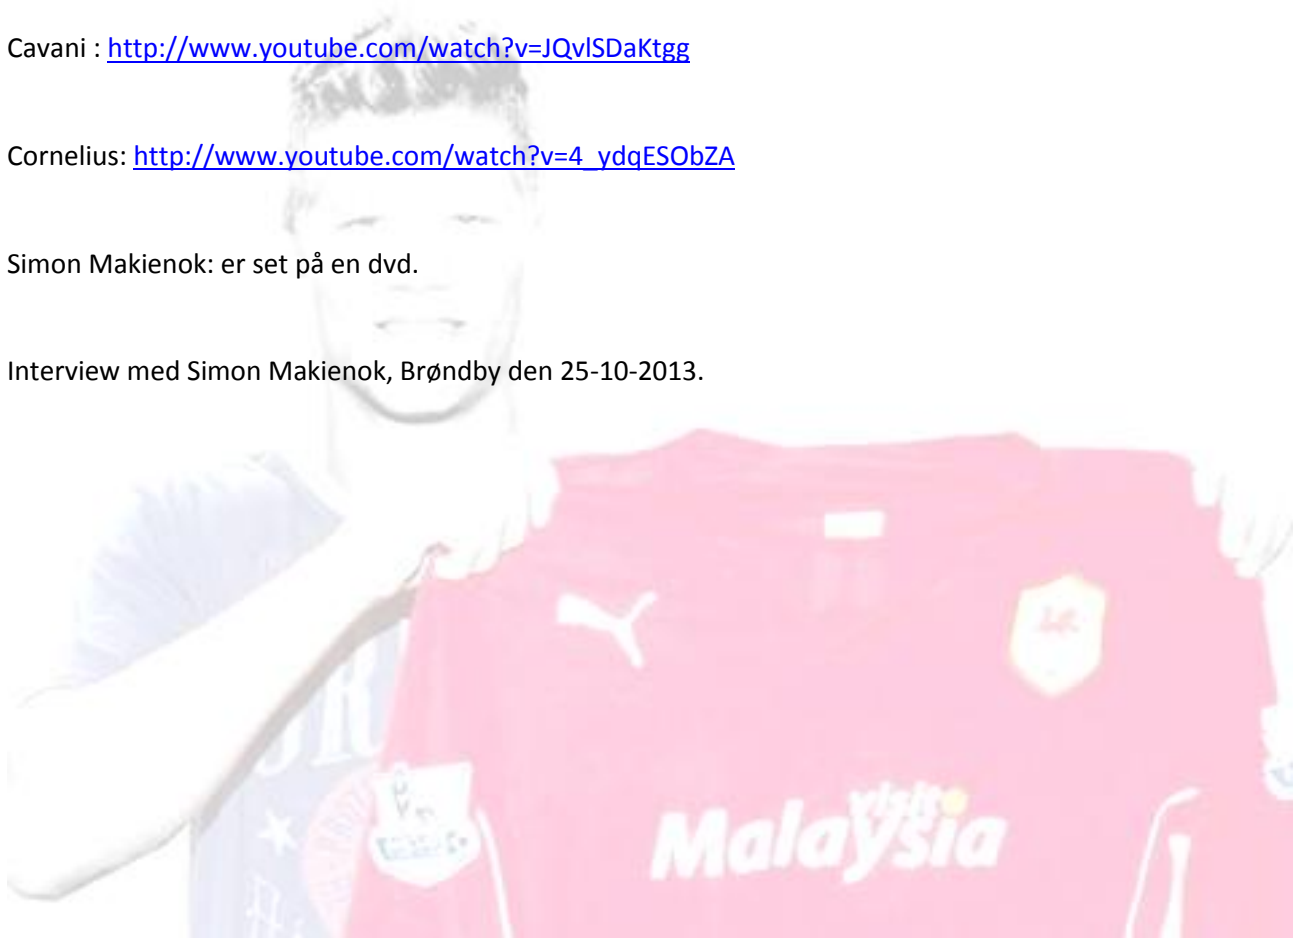 Cavani : http://www.youtube.com/watch?v=JQvlSDaKtgg
Cornelius: http://www.youtube.com/watch?v=4_ydqESObZA
Simon Makienok: er set på en dvd.
Interview med Simon Makienok, Brøndby den 25-10-2013.
visit
Malaysia